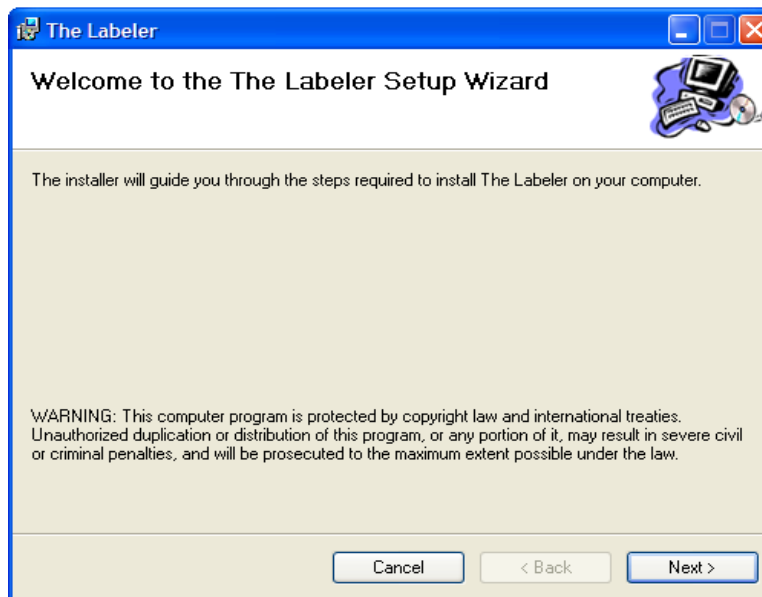 The Labeler
Welcome to the The Labeler Setup Wizard
The installer will guide you through the steps required to install The Labeler on your computer.
WARNING: This computer program is protected by copyright law and international treaties.
Unauthorized duplication or distribution of this program, or any portion of it, may result in severe civil
or criminal penalties, and will be prosecuted to the maximum extent possible under the law.
Cancel
< Back
Next >